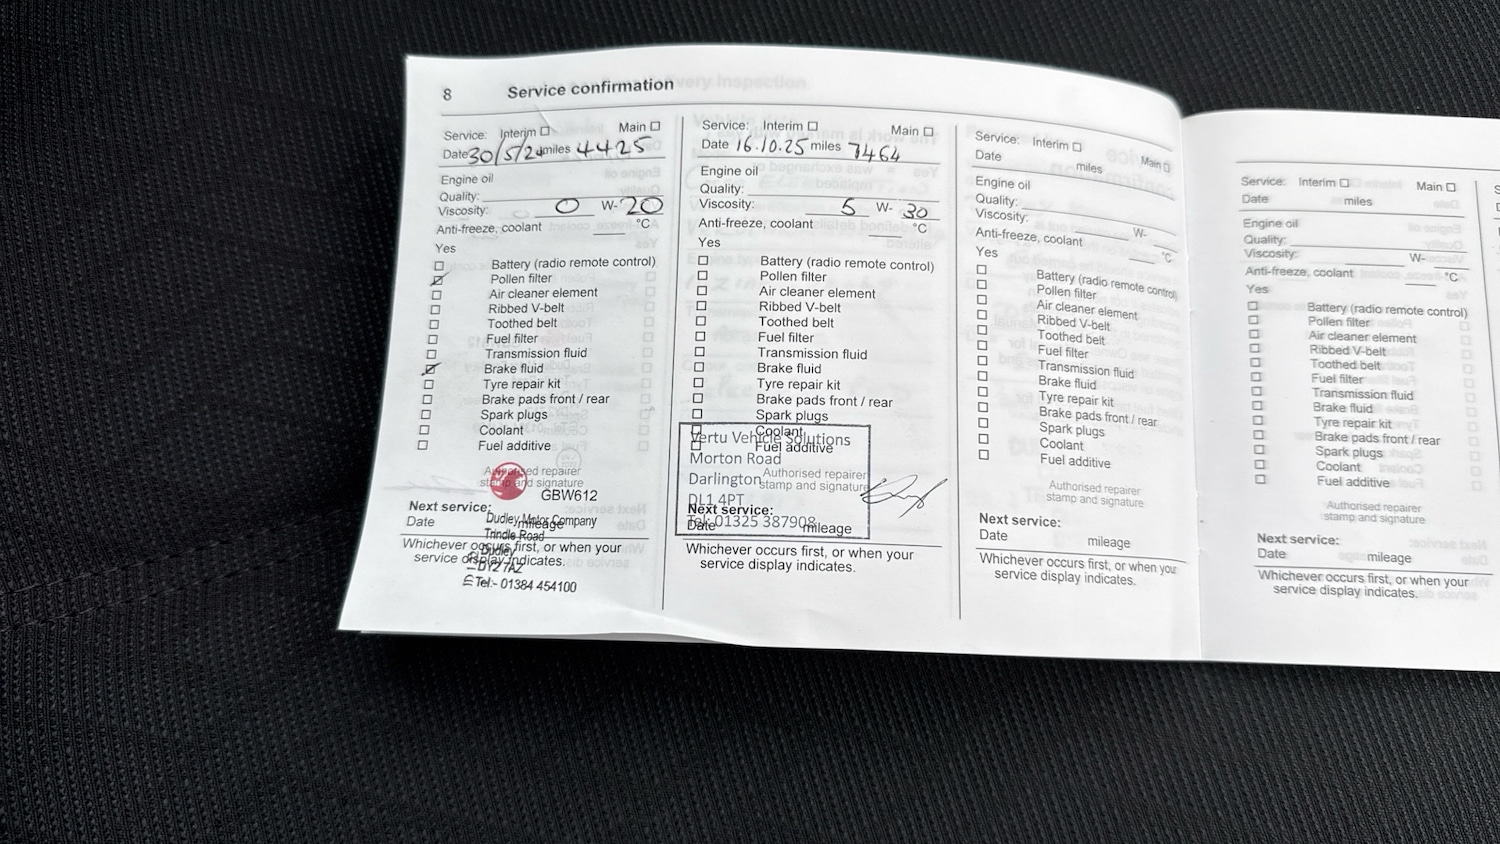 8 Service confirmation
Service: Interim ☐ Main ☐
Date 30/5/24 miles 4425
Engine oil
Quality:
Viscosity: 0 W- 20
Anti-freeze, coolant °C
Yes
Battery (radio remote control)
Pollen filter
Air cleaner element
Ribbed V-belt
Toothed belt
Fuel filter
Transmission fluid
Brake fluid
Tyre repair kit
Brake pads front / rear
Spark plugs
Coolant
Fuel additive
Authorised repairer
stamp and signature
GBW612
Next service:
Date mileage
Dudley Motor Company
Trindle Road
Dudley
DY2 7AZ
Tel:- 01384 454100
Whichever occurs first, or when your
service display indicates.
Service: Interim ☐ Main ☐
Date 16.10.25 miles 7464
Engine oil
Quality:
Viscosity: 5 W- 30
Anti-freeze, coolant °C
Yes
Battery (radio remote control)
Pollen filter
Air cleaner element
Ribbed V-belt
Toothed belt
Fuel filter
Transmission fluid
Brake fluid
Tyre repair kit
Brake pads front / rear
Spark plugs
Coolant
Fuel additive
Vertu Vehicle Solutions
Morton Road
Darlington
DL1 4PT
Tel: 01325 387908
Authorised repairer
stamp and signature
Next service:
Date mileage
Whichever occurs first, or when your
service display indicates.
Service: Interim ☐ Main ☐
Date miles
Engine oil
Quality:
Viscosity: W-
Anti-freeze, coolant °C
Yes
Battery (radio remote control)
Pollen filter
Air cleaner element
Ribbed V-belt
Toothed belt
Fuel filter
Transmission fluid
Brake fluid
Tyre repair kit
Brake pads front / rear
Spark plugs
Coolant
Fuel additive
Authorised repairer
stamp and signature
Next service:
Date mileage
Whichever occurs first, or when your
service display indicates.
Service: Interim ☐ Main ☐
Date miles
Engine oil
Quality:
Viscosity: W-
Anti-freeze, coolant °C
Yes
Battery (radio remote control)
Pollen filter
Air cleaner element
Ribbed V-belt
Toothed belt
Fuel filter
Transmission fluid
Brake fluid
Tyre repair kit
Brake pads front / rear
Spark plugs
Coolant
Fuel additive
Authorised repairer
stamp and signature
Next service:
Date mileage
Whichever occurs first, or when your
service display indicates.